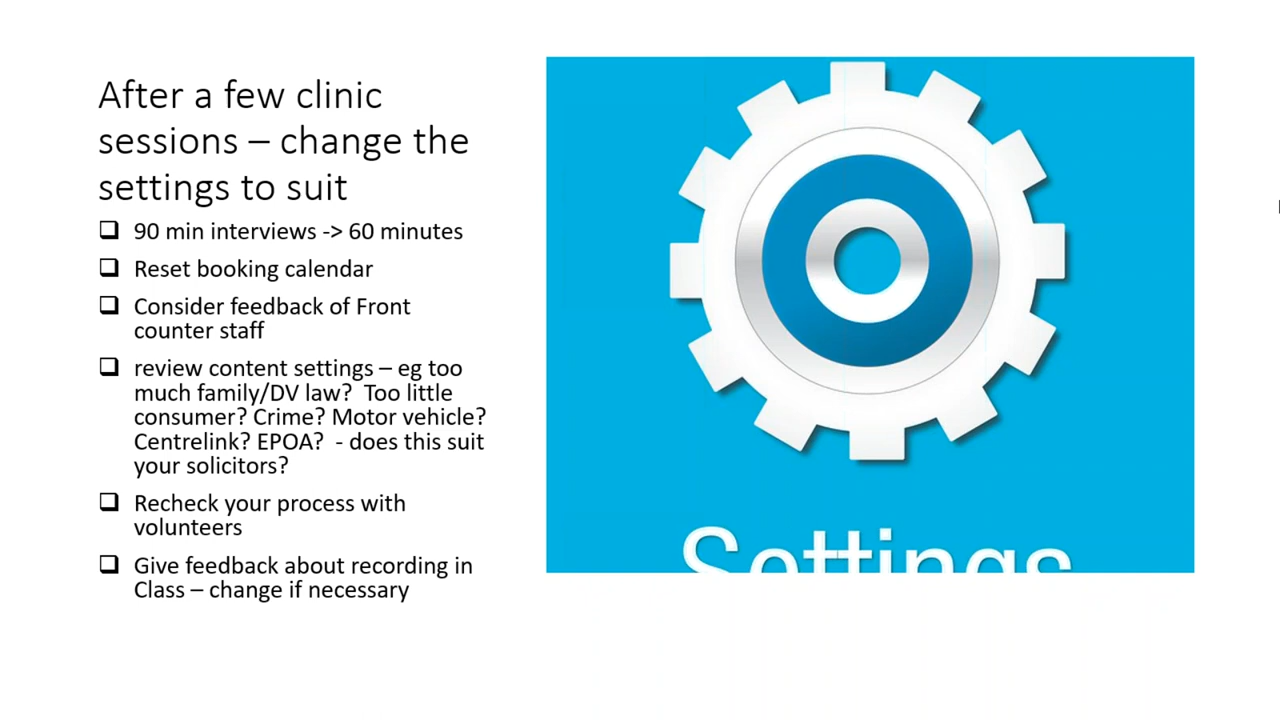 After a few clinic
sessions – change the
settings to suit
90 min interviews -> 60 minutes
Reset booking calendar
Consider feedback of Front
counter staff
review content settings – eg too
much family/DV law?  Too little
consumer? Crime? Motor vehicle?
Centrelink? EPOA?  - does this suit
your solicitors?
Recheck your process with
volunteers
Give feedback about recording in
Class – change if necessary
Settings